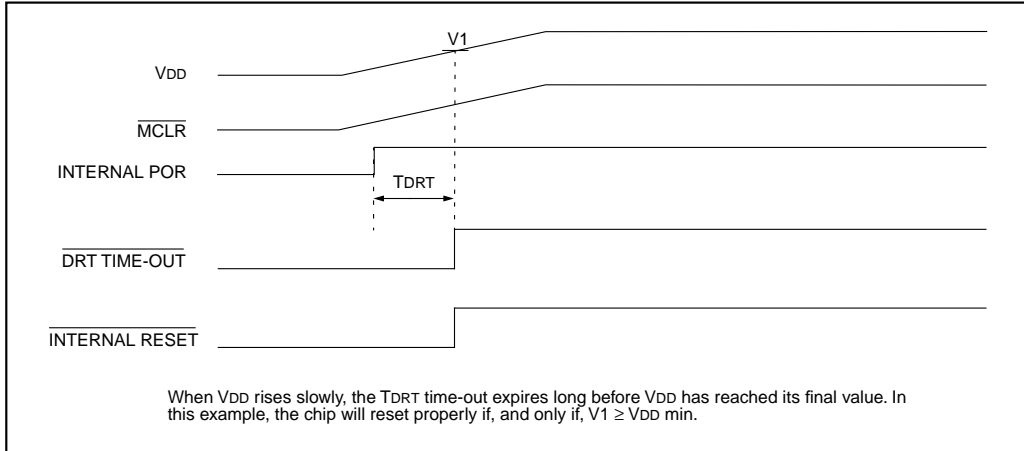 V1
VDD
MCLR
INTERNAL POR
TDRT
DRT TIME-OUT
INTERNAL RESET
When VDD rises slowly, the TDRT time-out expires long before VDD has reached its final value. In
this example, the chip will reset properly if, and only if, V1 ≥ VDD min.